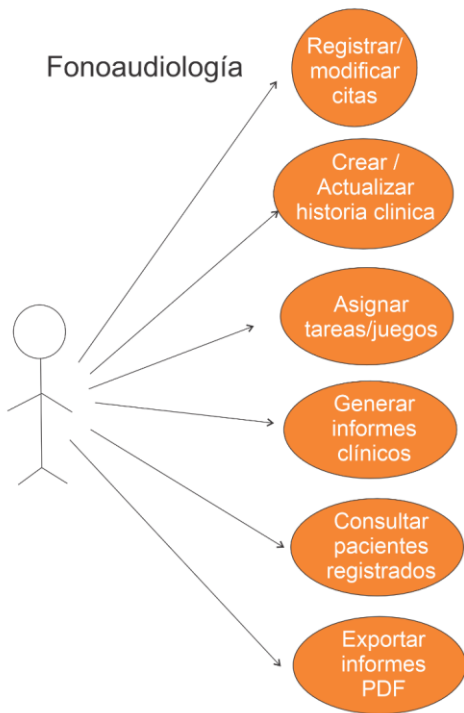 Fonoaudiología
Registrar/
modificar
citas
Crear /
Actualizar
historia clinica
Asignar
tareas/juegos
Generar
informes
clínicos
Consultar
pacientes
registrados
Exportar
informes
PDF